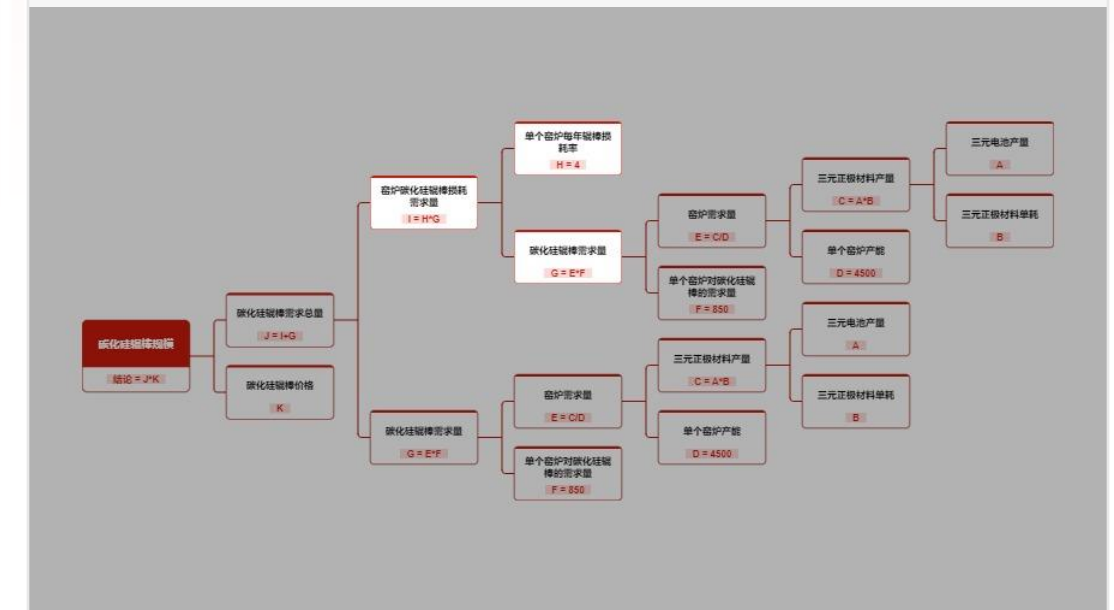 单个窑炉每年辊棒损
耗率
H = 4
三元电池产量
A
三元正极材料产量
C = A*B
窑炉碳化硅辊棒损耗
需求量
I = H*G
窑炉需求量
E = C/D
三元正极材料单耗
B
碳化硅辊棒需求量
G = E*F
单个窑炉产能
D = 4500
单个窑炉对碳化硅辊
棒的需求量
F = 850
碳化硅辊棒需求总量
J = I+G
三元电池产量
A
碳化硅辊棒规模
结论 = J*K
三元正极材料产量
C = A*B
碳化硅辊棒价格
K
窑炉需求量
E = C/D
三元正极材料单耗
B
碳化硅辊棒需求量
G = E*F
单个窑炉产能
D = 4500
单个窑炉对碳化硅辊
棒的需求量
F = 850